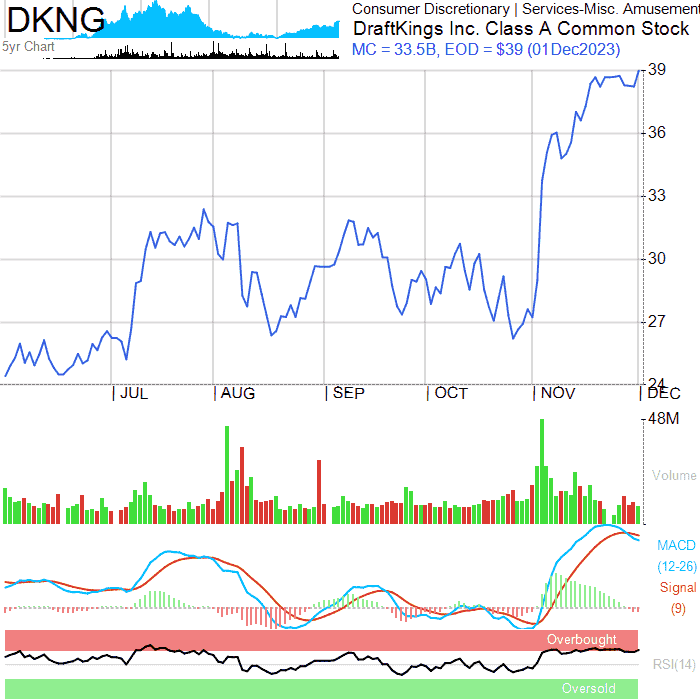 DKNG
5yr Chart
Consumer Discretionary | Services-Misc. Amusement
DraftKings Inc. Class A Common Stock
MC = 33.5B, EOD = $39 (01Dec2023)
39
36
33
30
27
24
JUL AUG SEP OCT NOV DEC
48M
Volume
MACD
(12-26)
Signal
(9)
Overbought
RSI(14)
Oversold